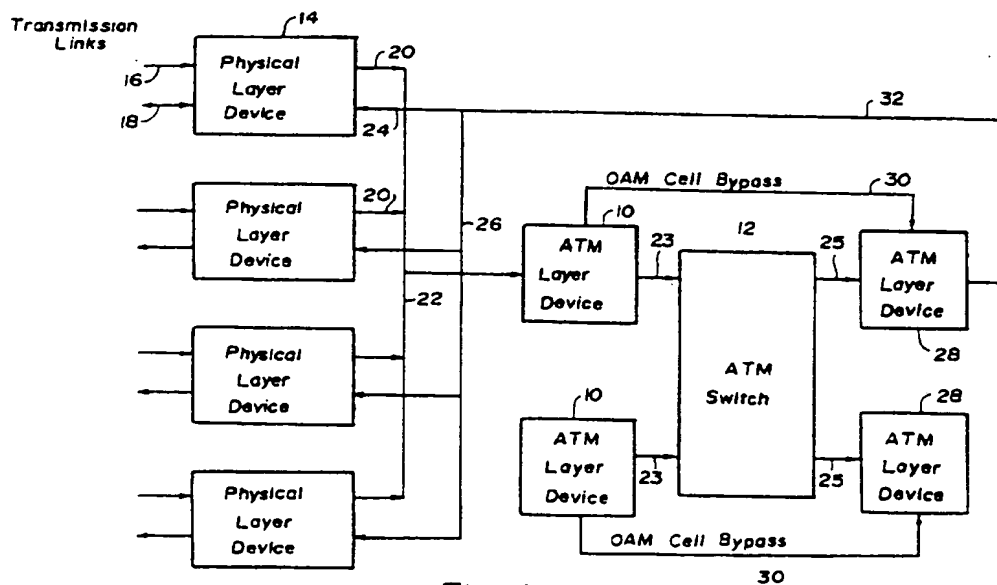 Transmission
Links
14
Physical
Layer
Device
16
18
20
24
32
Physical
Layer
Device
20
26
22
OAM Cell Bypass
30
10
ATM
Layer
Device
23
12
ATM
Switch
25
ATM
Layer
Device
28
Physical
Layer
Device
10
ATM
Layer
Device
23
25
28
ATM
Layer
Device
Physical
Layer
Device
OAM Cell Bypass
30